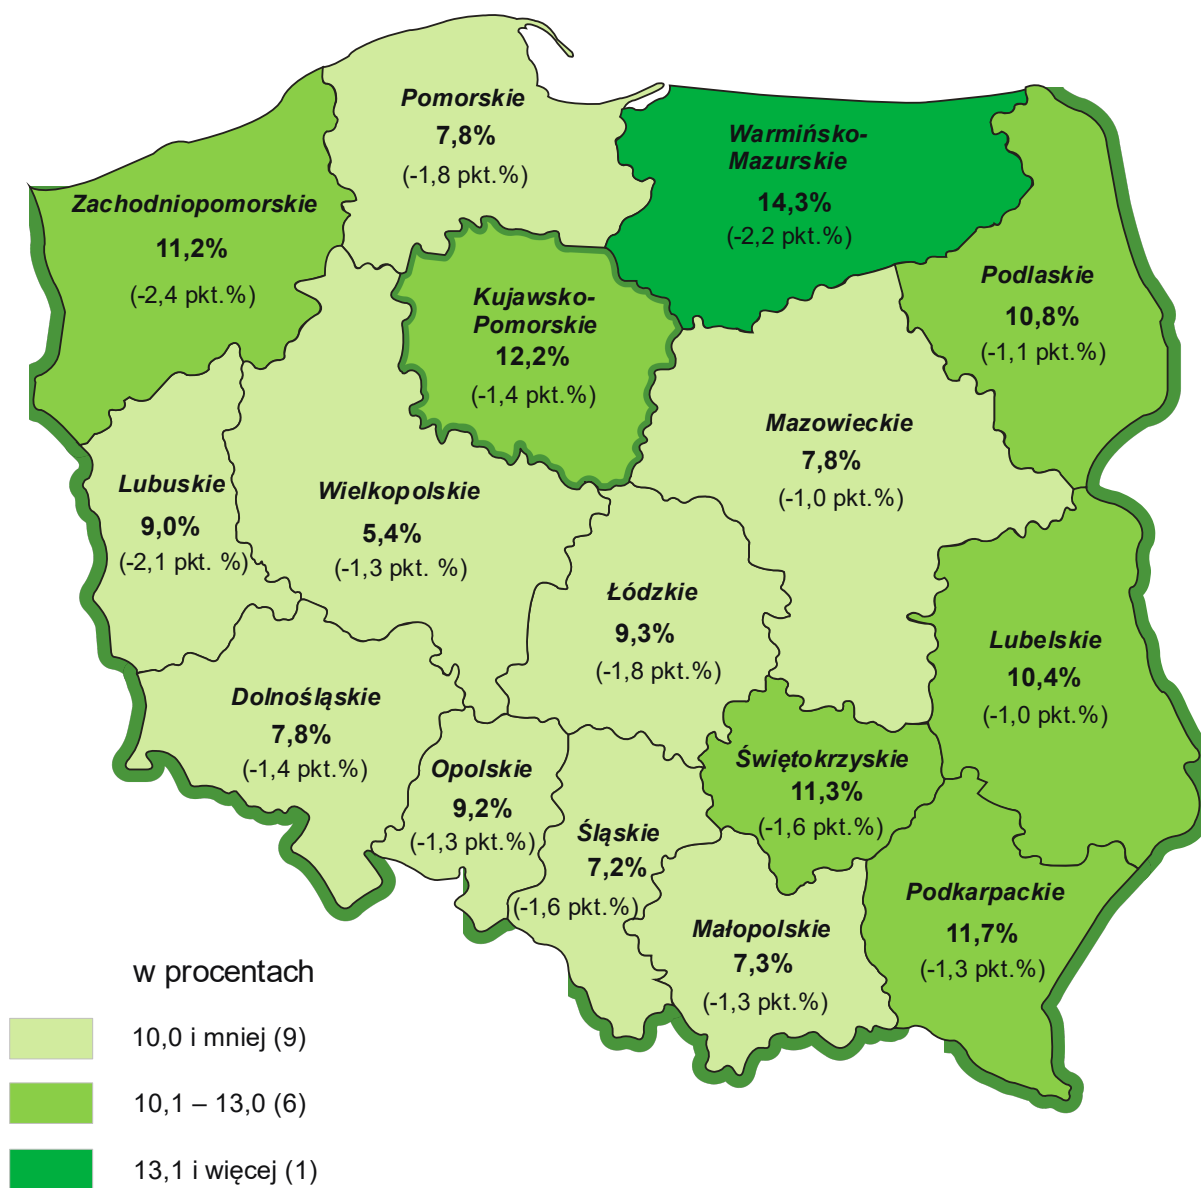 Pomorskie
7,8%
(-1,8 pkt.%)
Warmińsko-
Mazurskie
14,3%
(-2,2 pkt.%)
Zachodniopomorskie
11,2%
(-2,4 pkt.%)
Kujawsko-
Pomorskie
12,2%
(-1,4 pkt.%)
Podlaskie
10,8%
(-1,1 pkt.%)
Mazowieckie
7,8%
(-1,0 pkt.%)
Lubuskie
9,0%
(-2,1 pkt. %)
Wielkopolskie
5,4%
(-1,3 pkt. %)
Łódzkie
9,3%
(-1,8 pkt.%)
Lubelskie
10,4%
(-1,0 pkt.%)
Dolnośląskie
7,8%
(-1,4 pkt.%)
Opolskie
9,2%
(-1,3 pkt.%)
Śląskie
7,2%
(-1,6 pkt.%)
Świętokrzyskie
11,3%
(-1,6 pkt.%)
Małopolskie
7,3%
(-1,3 pkt.%)
Podkarpackie
11,7%
(-1,3 pkt.%)
w procentach
10,0 i mniej (9)
10,1 – 13,0 (6)
13,1 i więcej (1)